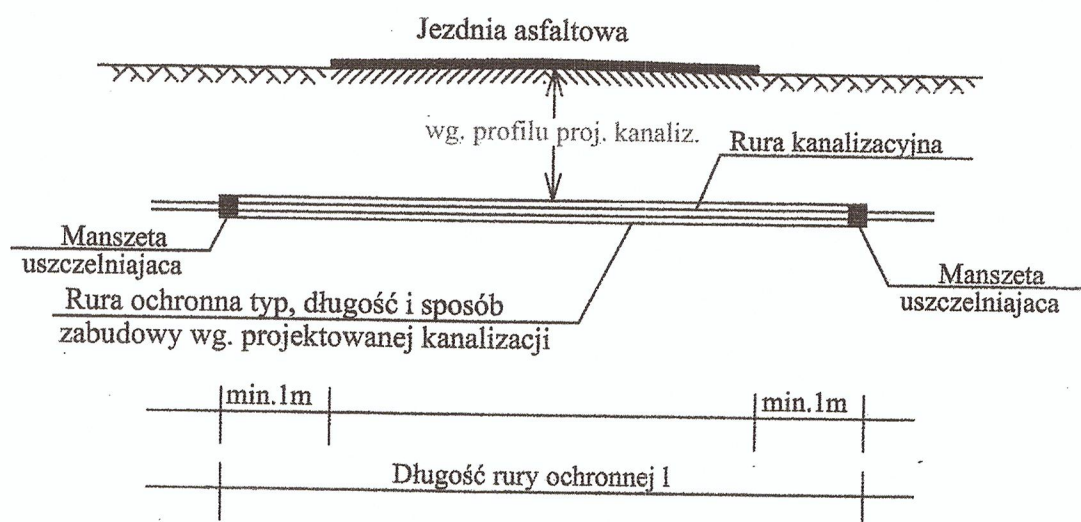 Jezdnia asfaltowa
wg. profilu proj. kanaliz.
Rura kanalizacyjna
Manszeta
uszczelniajaca
Manszeta
uszczelniajaca
Rura ochronna typ, długość i sposób
zabudowy wg. projektowanej kanalizacji
min.1m
min.1m
Długość rury ochronnej l